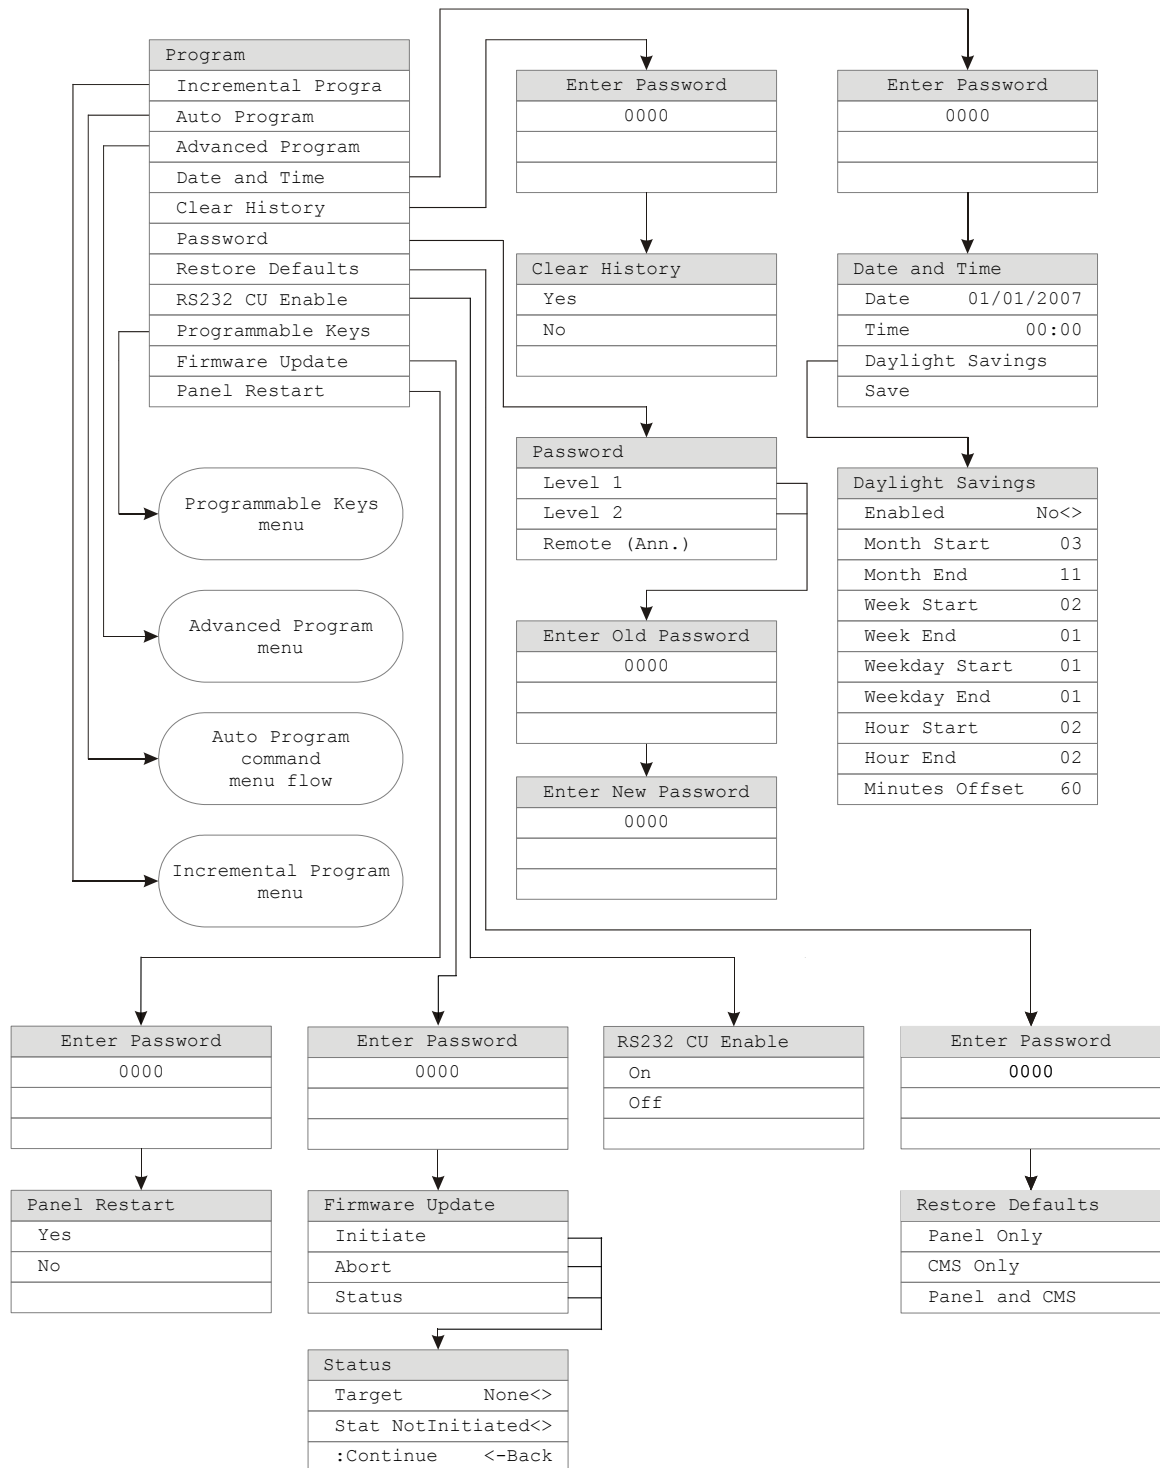 Program
Incremental Progra
Auto Program
Advanced Program
Date and Time
Clear History
Password
Restore Defaults
RS232 CU Enable
Programmable Keys
Firmware Update
Panel Restart
Enter Password
0000
Clear History
Yes
No
Enter Password
0000
Date and Time
Date 01/01/2007
Time 00:00
Daylight Savings
Save
Password
Level 1
Level 2
Remote (Ann.)
Enter Old Password
0000
Enter New Password
0000
Daylight Savings
Enabled No<>
Month Start 03
Month End 11
Week Start 02
Week End 01
Weekday Start 01
Weekday End 01
Hour Start 02
Hour End 02
Minutes Offset 60
Programmable Keys
menu
Advanced Program
menu
Auto Program
command
menu flow
Incremental Program
menu
Enter Password
0000
Panel Restart
Yes
No
Enter Password
0000
Firmware Update
Initiate
Abort
Status
Status
Target None<>
Stat NotInitiated<>
:Continue <-Back
RS232 CU Enable
On
Off
Enter Password
0000
Restore Defaults
Panel Only
CMS Only
Panel and CMS